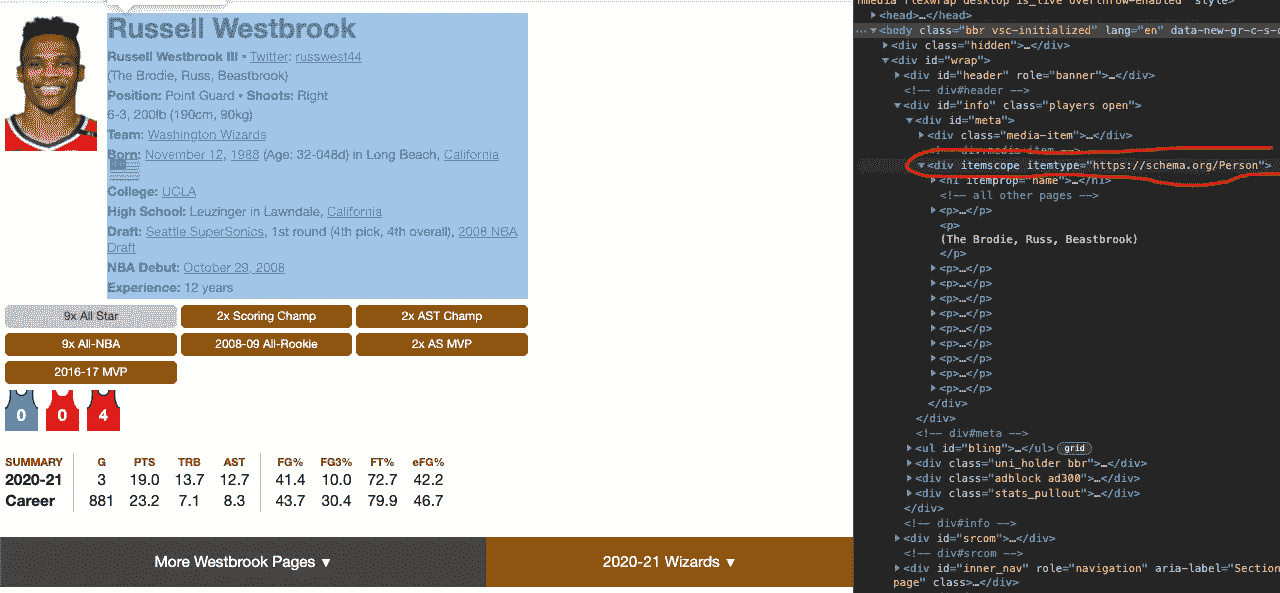 Russell Westbrook
Russell Westbrook III • Twitter: russwest44
(The Brodie, Russ, Beastbrook)
Position: Point Guard • Shoots: Right
6-3, 200lb (190cm, 90kg)
Team: Washington Wizards
Born: November 12, 1988 (Age: 32-048d) in Long Beach, California
College: UCLA
High School: Leuzinger in Lawndale, California
Draft: Seattle SuperSonics, 1st round (4th pick, 4th overall), 2008 NBA
Draft
NBA Debut: October 29, 2008
Experience: 12 years
9x All Star 2x Scoring Champ 2x AST Champ
9x All-NBA 2008-09 All-Rookie 2x AS MVP
2016-17 MVP
0 0 4
SUMMARY G PTS TRB AST FG% FG3% FT% eFG%
2020-21 3 19.0 13.7 12.7 41.4 10.0 72.7 42.2
Career 881 23.2 7.1 8.3 43.7 30.4 79.9 46.7
More Westbrook Pages ▼ 2020-21 Wizards ▼
nmedia flexwrap desktop is_live overthrow-enabled" style>
▶<head>…</head>
…▼<body class="bbr vsc-initialized" lang="en" data-new-gr-c-s-c
▶<div class="hidden">…</div>
▼<div id="wrap">
▶<div id="header" role="banner">…</div>
<!-- div#header -->
▼<div id="info" class="players open">
▼<div id="meta">
▶<div class="media-item">…</div>
<!-- div.media-item -->
▼<div itemscope itemtype="https://schema.org/Person">
▶<h1 itemprop="name">…</h1>
<!-- all other pages -->
▶<p>…</p>
<p>
(The Brodie, Russ, Beastbrook)
</p>
▶<p>…</p>
▶<p>…</p>
▶<p>…</p>
▶<p>…</p>
▶<p>…</p>
▶<p>…</p>
▶<p>…</p>
▶<p>…</p>
▶<p>…</p>
</div>
</div>
<!-- div#meta -->
▶<ul id="bling">…</ul> grid
▶<div class="uni_holder bbr">…</div>
▶<div class="adblock ad300">…</div>
▶<div class="stats_pullout">…</div>
</div>
<!-- div#info -->
▶<div id="srcom">…</div>
<!-- div#srcom -->
▶<div id="inner_nav" role="navigation" aria-label="Section
page" class>…</div>